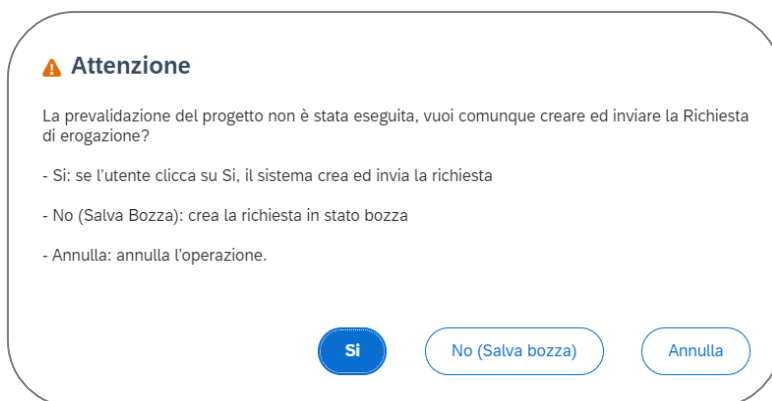 Attenzione
La prevalidazione del progetto non è stata eseguita, vuoi comunque creare ed inviare la Richiesta
di erogazione?
- Si: se l'utente clicca su Si, il sistema crea ed invia la richiesta
- No (Salva Bozza): crea la richiesta in stato bozza
- Annulla: annulla l'operazione.
Si
No (Salva bozza)
Annulla